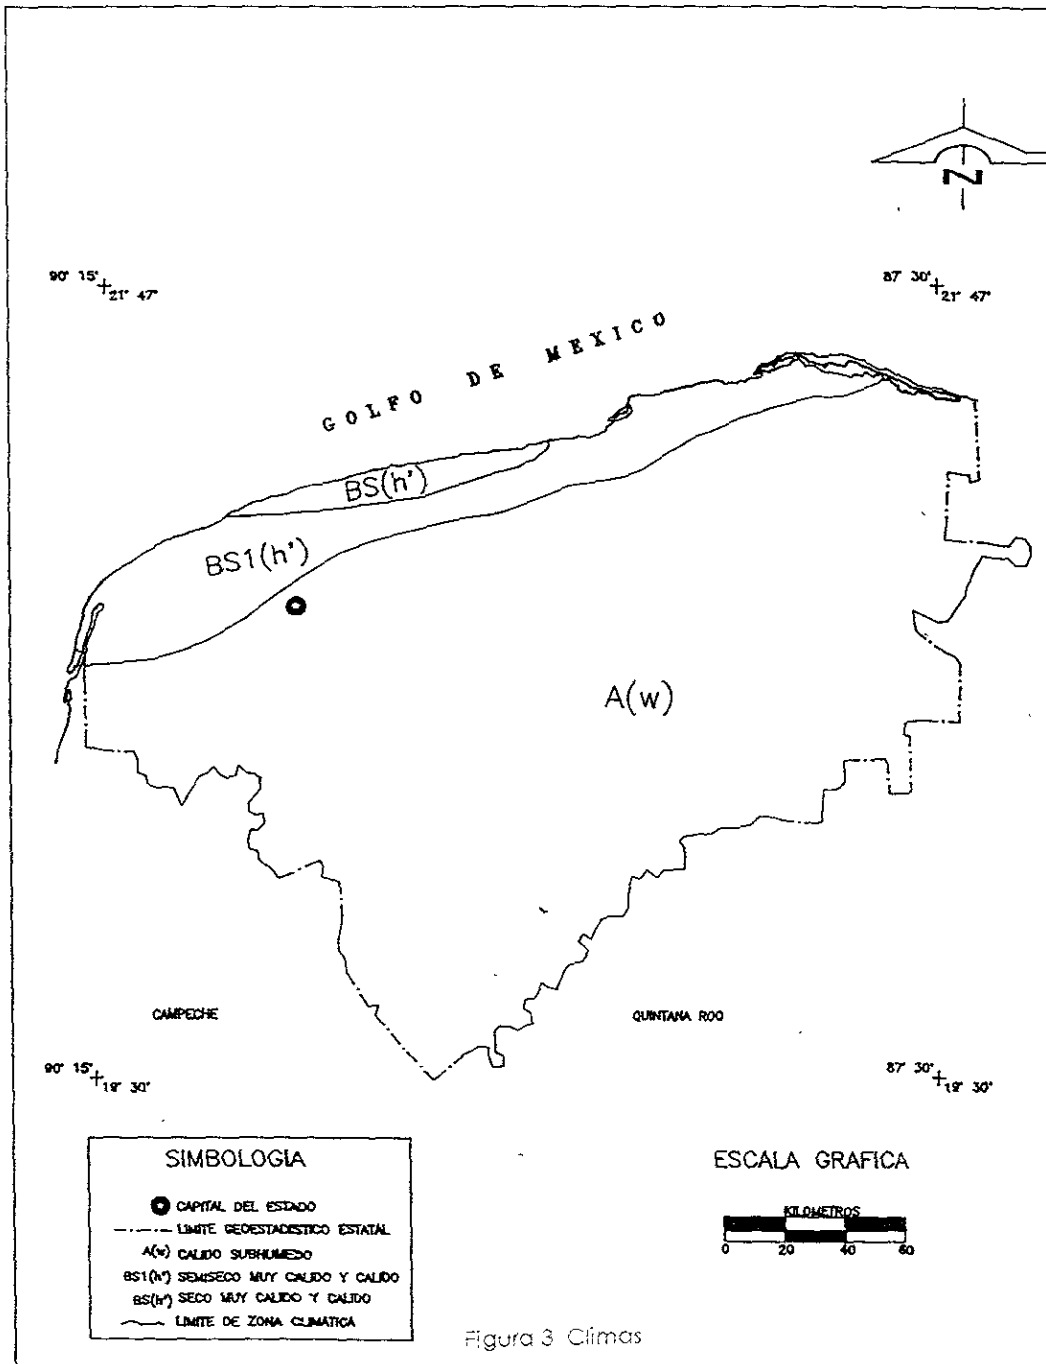 N
90° 15'
21° 47'
87° 30'
21° 47'
GOLFO DE MEXICO
BS(h')
BS1(h')
A(w)
CAMPECHE
QUINTANA ROO
90° 15'
19° 30'
87° 30'
19° 30'
SIMBOLOGIA
CAPITAL DEL ESTADO
LIMITE GEOESTADISTICO ESTATAL
A(w) CALIDO SUBHUMEDO
BS1(h') SEMISECO MUY CALIDO Y CALIDO
BS(h') SECO MUY CALIDO Y CALIDO
LIMITE DE ZONA CLIMATICA
ESCALA GRAFICA
KILOMETROS
0 20 40 60
Figura 3 Climas